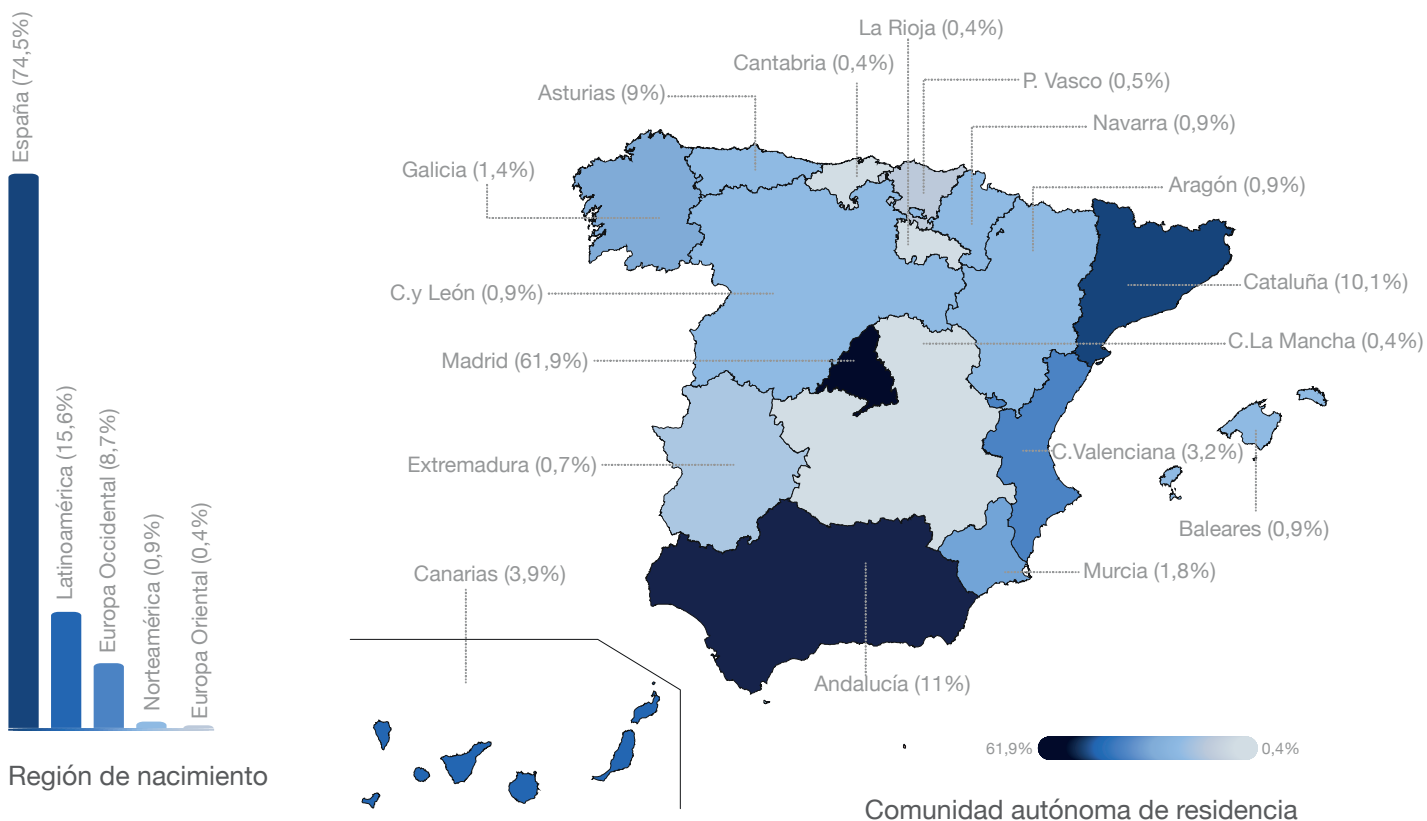 España (74,5%)
Latinoamérica (15,6%)
Europa Occidental (8,7%)
Norteamérica (0,9%)
Europa Oriental (0,4%)
Región de nacimiento
La Rioja (0,4%)
Cantabria (0,4%)
P. Vasco (0,5%)
Asturias (9%)
Navarra (0,9%)
Galicia (1,4%)
Aragón (0,9%)
C.y León (0,9%)
Cataluña (10,1%)
Madrid (61,9%)
C.La Mancha (0,4%)
Extremadura (0,7%)
C.Valenciana (3,2%)
Baleares (0,9%)
Canarias (3,9%)
Murcia (1,8%)
Andalucía (11%)
61,9%
0,4%
Comunidad autónoma de residencia